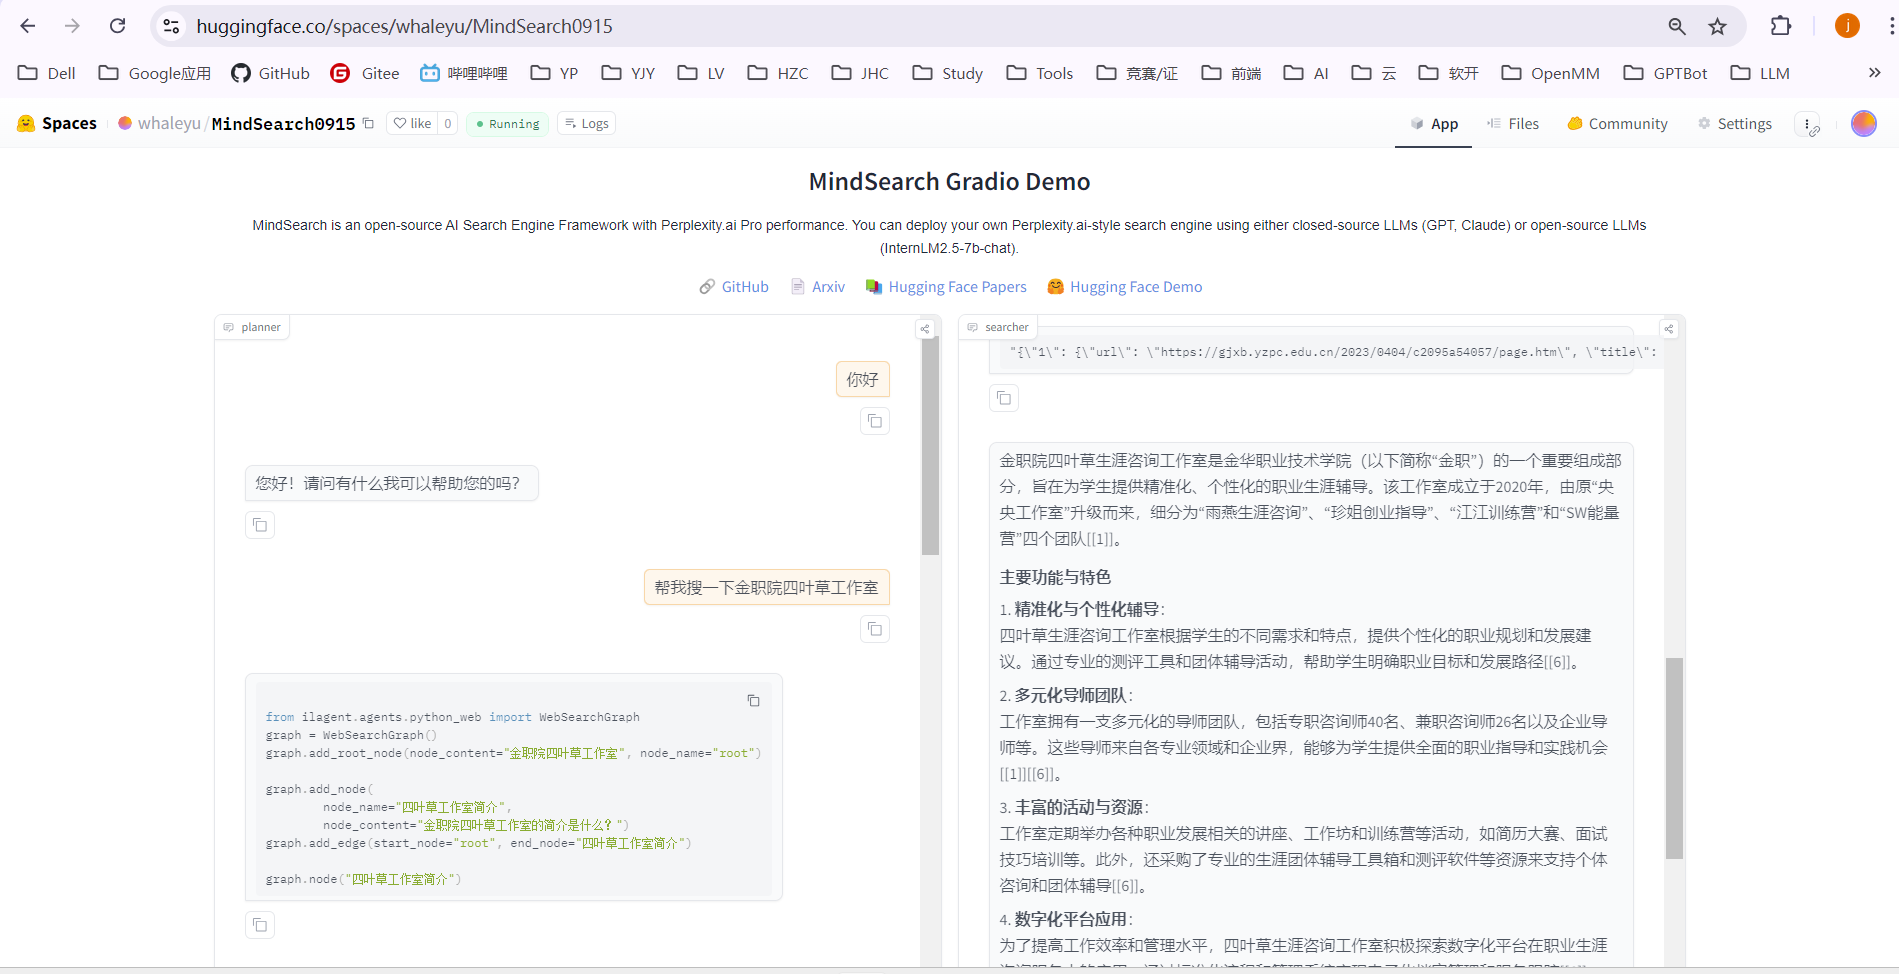 huggingface.co/spaces/whaleyu/MindSearch0915
j
Dell Google应用 GitHub Gitee 哔哩哔哩 YP YJY LV HZC JHC Study Tools 竞赛/证 前端 AI 云 软开 OpenMM GPTBot LLM
Spaces whaleyu/MindSearch0915 like 0 Running Logs App Files Community Settings
MindSearch Gradio Demo
MindSearch is an open-source AI Search Engine Framework with Perplexity.ai Pro performance. You can deploy your own Perplexity.ai-style search engine using either closed-source LLMs (GPT, Claude) or open-source LLMs
(InternLM2.5-7b-chat).
GitHub Arxiv Hugging Face Papers Hugging Face Demo
planner
你好
您好！请问有什么我可以帮助您的吗？
帮我搜一下金职院四叶草工作室
from ilagent.agents.python_web import WebSearchGraph
graph = WebSearchGraph()
graph.add_root_node(node_content="金职院四叶草工作室", node_name="root")
graph.add_node(
node_name="四叶草工作室简介",
node_content="金职院四叶草工作室的简介是什么？")
graph.add_edge(start_node="root", end_node="四叶草工作室简介")
graph.node("四叶草工作室简介")
searcher
"{\"1\": {\"url\": \"https://gjxb.yzpc.edu.cn/2023/0404/c2095a54057/page.htm\", \"title\":
金职院四叶草生涯咨询工作室是金华职业技术学院（以下简称“金职”）的一个重要组成部
分，旨在为学生提供精准化、个性化的职业生涯辅导。该工作室成立于2020年，由原“央
央工作室”升级而来，细分为“雨燕生涯咨询”、“珍姐创业指导”、“江江训练营”和“SW能量
营”四个团队[[1]]。
主要功能与特色
1. 精准化与个性化辅导：
四叶草生涯咨询工作室根据学生的不同需求和特点，提供个性化的职业规划和发展建
议。通过专业的测评工具和团体辅导活动，帮助学生明确职业目标和发展路径[[6]]。
2. 多元化导师团队：
工作室拥有一支多元化的导师团队，包括专职咨询师40名、兼职咨询师26名以及企业导
师等。这些导师来自各专业领域和企业界，能够为学生提供全面的职业指导和实践机会
[[1]][[6]]。
3. 丰富的活动与资源：
工作室定期举办各种职业发展相关的讲座、工作坊和训练营等活动，如简历大赛、面试
技巧培训等。此外，还采购了专业的生涯团体辅导工具箱和测评软件等资源来支持个体
咨询和团体辅导[[6]]。
4. 数字化平台应用：
为了提高工作效率和管理水平，四叶草生涯咨询工作室积极探索数字化平台在职业生涯